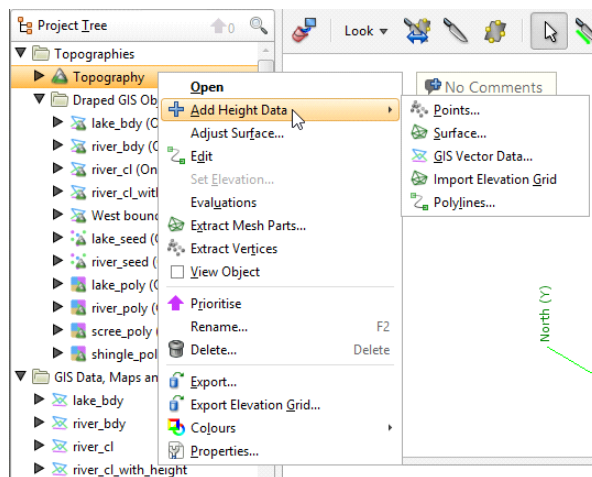 Project Tree
0
Look
Topographies
Topography
Draped GIS Ob
lake_bdy (O
river_bdy (O
river_cl (On
river_cl_with
West bound
lake_seed (O
river_seed (
lake_poly (O
river_poly (O
scree_poly (
shingle_pol
GIS Data, Maps an
lake_bdy
river_bdy
river_cl
river_cl_with_height
Open
Add Height Data
Adjust Surface...
Edit
Set Elevation...
Evaluations
Extract Mesh Parts...
Extract Vertices
View Object
Prioritise
Rename... F2
Delete... Delete
Export...
Export Elevation Grid...
Colours
Properties...
No Comments
Points...
Surface...
GIS Vector Data...
Import Elevation Grid
Polylines...
North (Y)